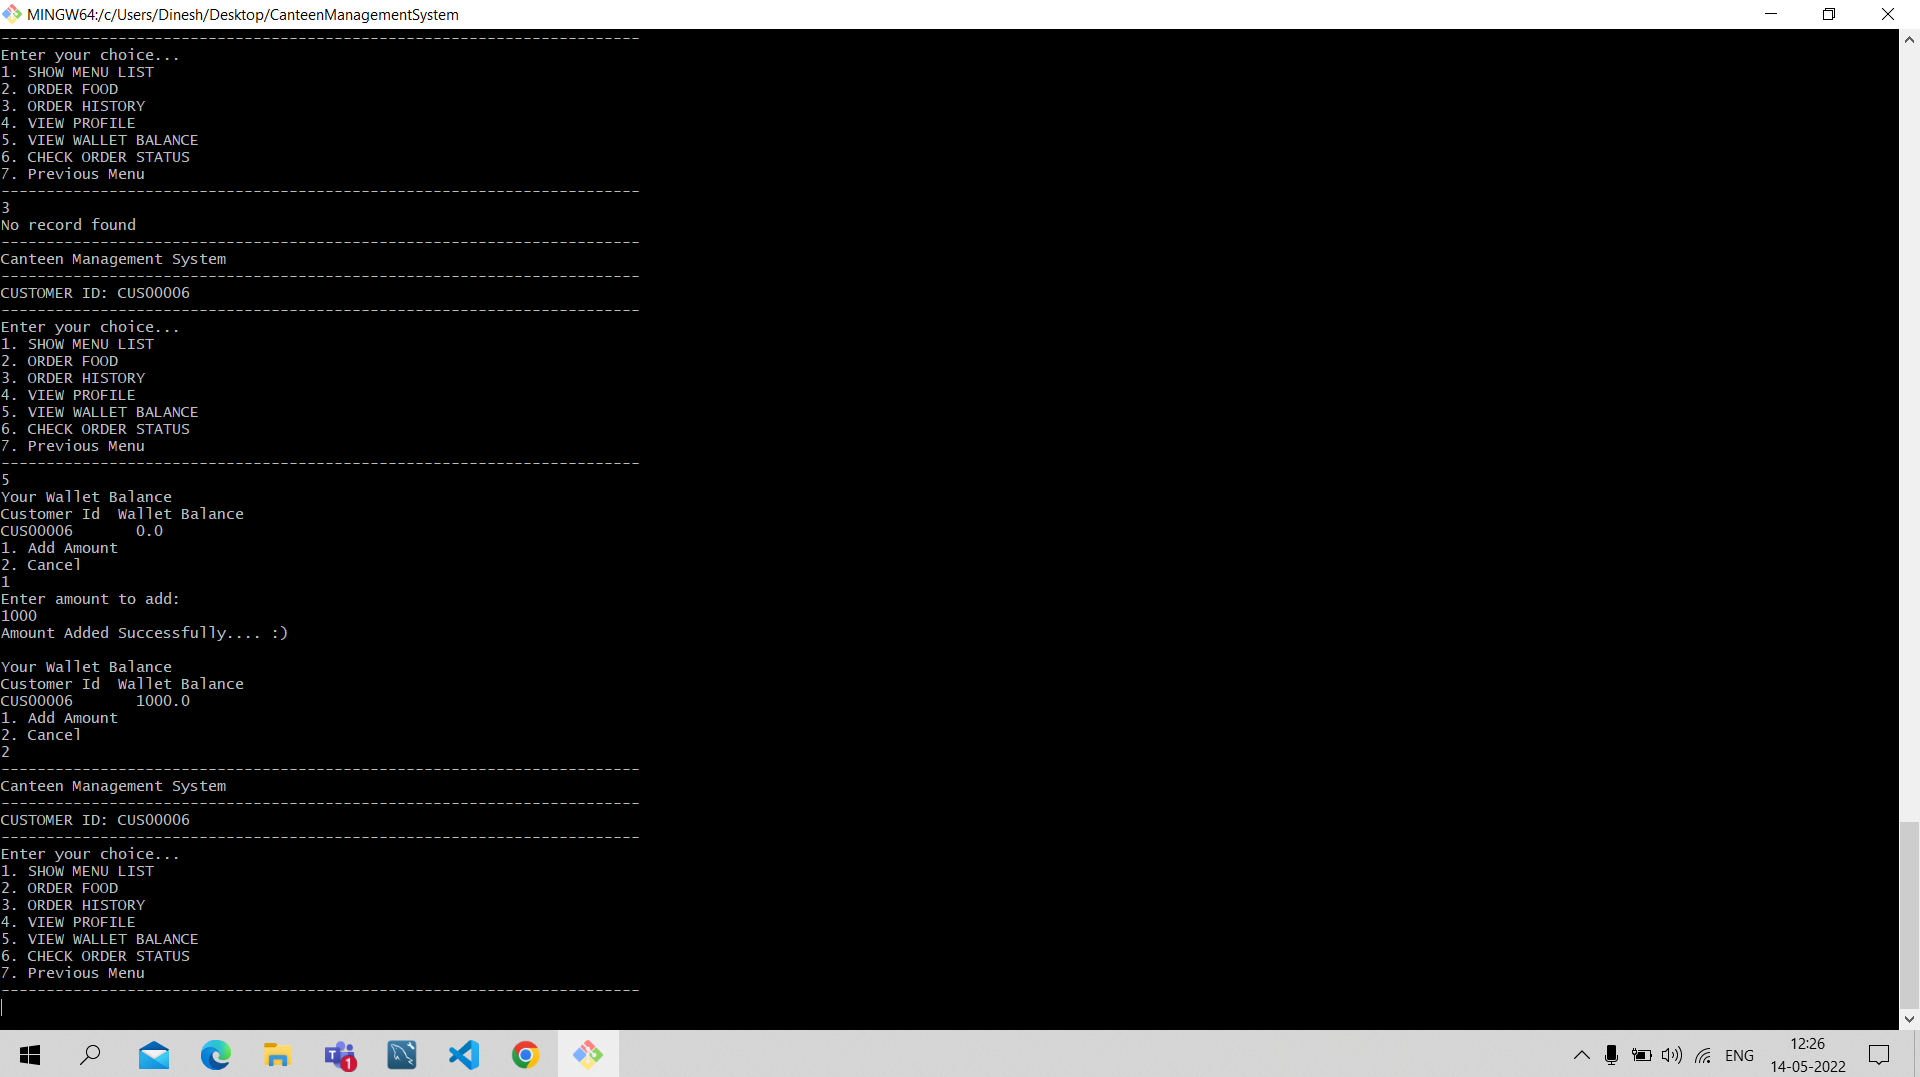 MINGW64:/c/Users/Dinesh/Desktop/CanteenManagementSystem
-----------------------------------------------------------------------
Enter your choice...
1. SHOW MENU LIST
2. ORDER FOOD
3. ORDER HISTORY
4. VIEW PROFILE
5. VIEW WALLET BALANCE
6. CHECK ORDER STATUS
7. Previous Menu
-----------------------------------------------------------------------
3
No record found
-----------------------------------------------------------------------
Canteen Management System
-----------------------------------------------------------------------
CUSTOMER ID: CUS00006
-----------------------------------------------------------------------
Enter your choice...
1. SHOW MENU LIST
2. ORDER FOOD
3. ORDER HISTORY
4. VIEW PROFILE
5. VIEW WALLET BALANCE
6. CHECK ORDER STATUS
7. Previous Menu
-----------------------------------------------------------------------
5
Your Wallet Balance
Customer Id  Wallet Balance
CUS00006       0.0
1. Add Amount
2. Cancel
1
Enter amount to add:
1000
Amount Added Successfully.... :)
Your Wallet Balance
Customer Id  Wallet Balance
CUS00006       1000.0
1. Add Amount
2. Cancel
2
-----------------------------------------------------------------------
Canteen Management System
-----------------------------------------------------------------------
CUSTOMER ID: CUS00006
-----------------------------------------------------------------------
Enter your choice...
1. SHOW MENU LIST
2. ORDER FOOD
3. ORDER HISTORY
4. VIEW PROFILE
5. VIEW WALLET BALANCE
6. CHECK ORDER STATUS
7. Previous Menu
-----------------------------------------------------------------------
1
ENG
12:26
14-05-2022